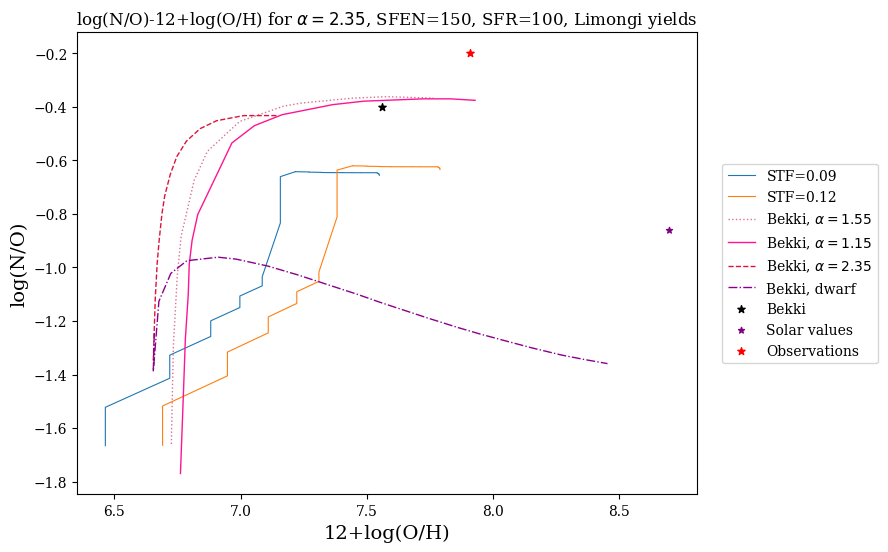 log(N/O)-12+log(O/H) for α = 2.35, SFEN=150, SFR=100, Limongi yields
log(N/O)
−0.2
−0.4
−0.6
−0.8
−1.0
−1.2
−1.4
−1.6
−1.8
6.5 7.0 7.5 8.0 8.5
12+log(O/H)
STF=0.09
STF=0.12
Bekki, α = 1.55
Bekki, α = 1.15
Bekki, α = 2.35
Bekki, dwarf
Bekki
Solar values
Observations